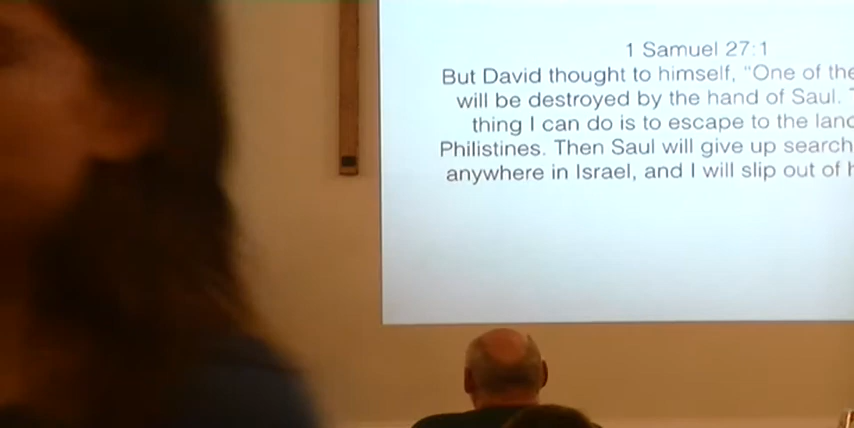 1 Samuel 27:1
But David thought to himself, “One of the
will be destroyed by the hand of Saul.
thing I can do is to escape to the
Philistines. Then Saul will give up
anywhere in Israel, and I will slip out of